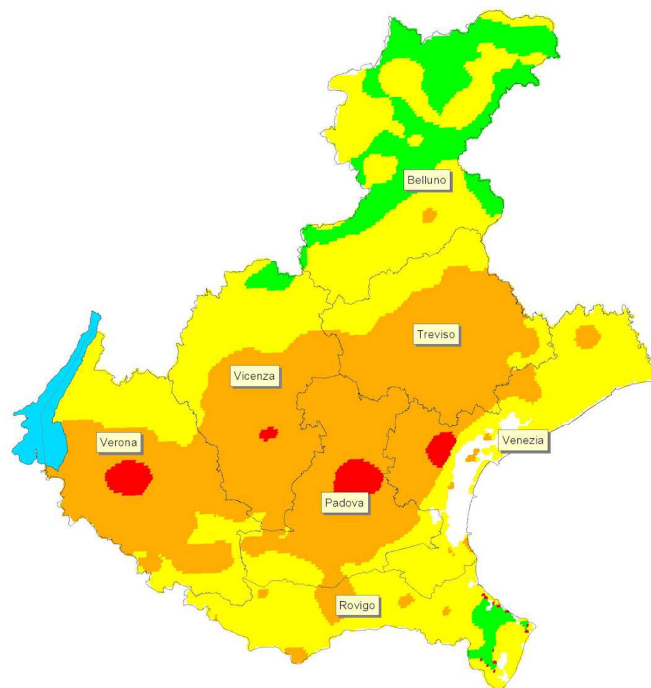 Belluno
Treviso
Vicenza
Verona
Venezia
Padova
Rovigo